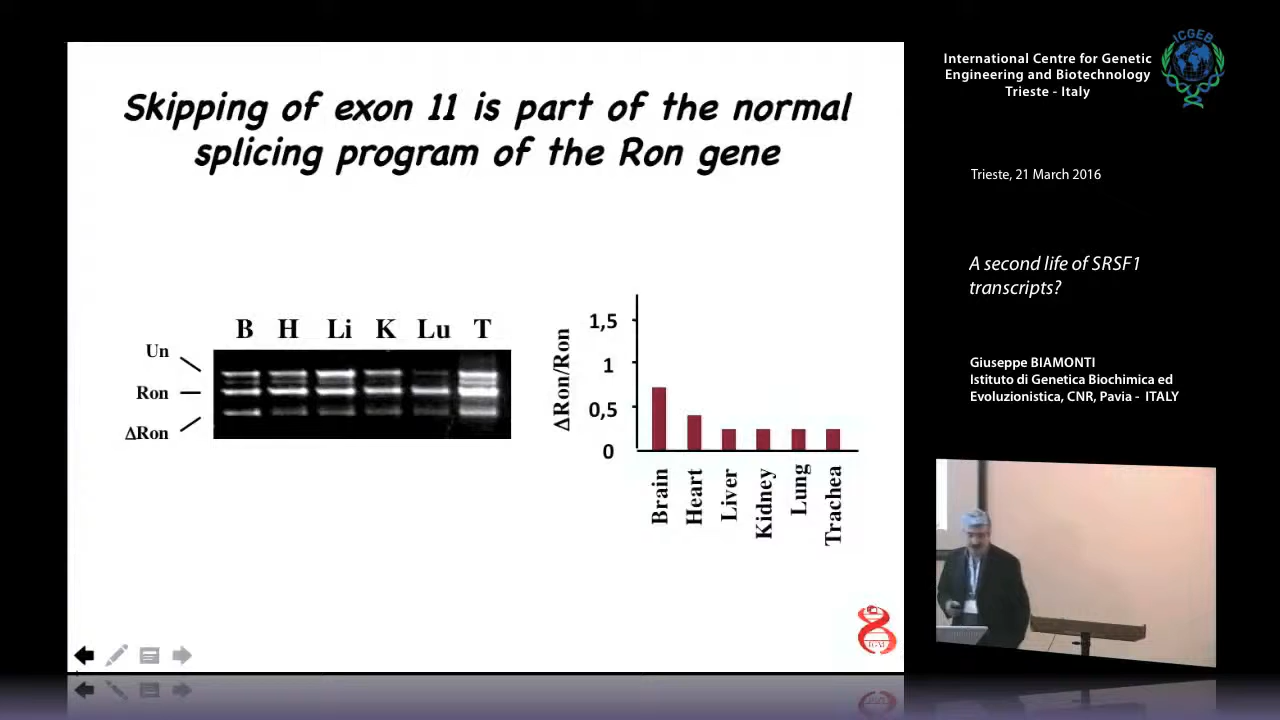 Skipping of exon 11 is part of the normal
splicing program of the Ron gene
B H Li K Lu T
Un
Ron
ΔRon
ΔRon/Ron
1,5
1
0,5
0
Brain
Heart
Liver
Kidney
Lung
Trachea
IGM
ICGEB
International Centre for Genetic
Engineering and Biotechnology
Trieste - Italy
Trieste, 21 March 2016
A second life of SRSF1
transcripts?
Giuseppe BIAMONTI
Istituto di Genetica Biochimica ed
Evoluzionistica, CNR, Pavia - ITALY